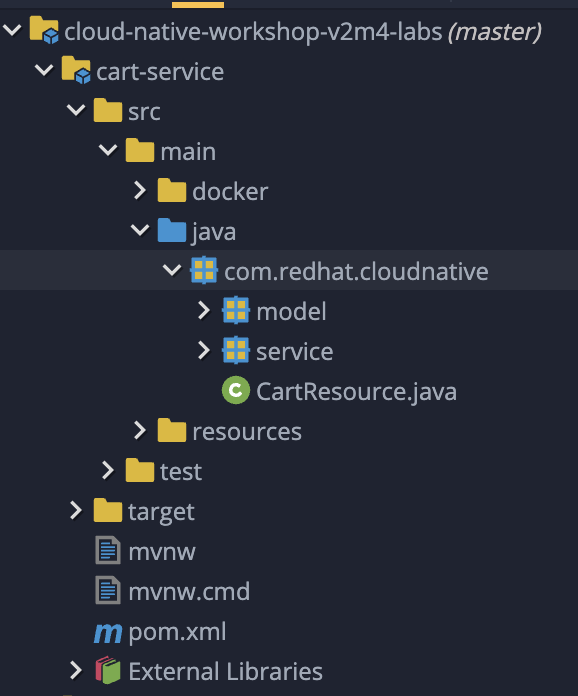 cloud-native-workshop-v2m4-labs (master)
cart-service
src
main
docker
java
com.redhat.cloudnative
model
service
C CartResource.java
resources
test
target
mvnw
mvnw.cmd
m pom.xml
External Libraries